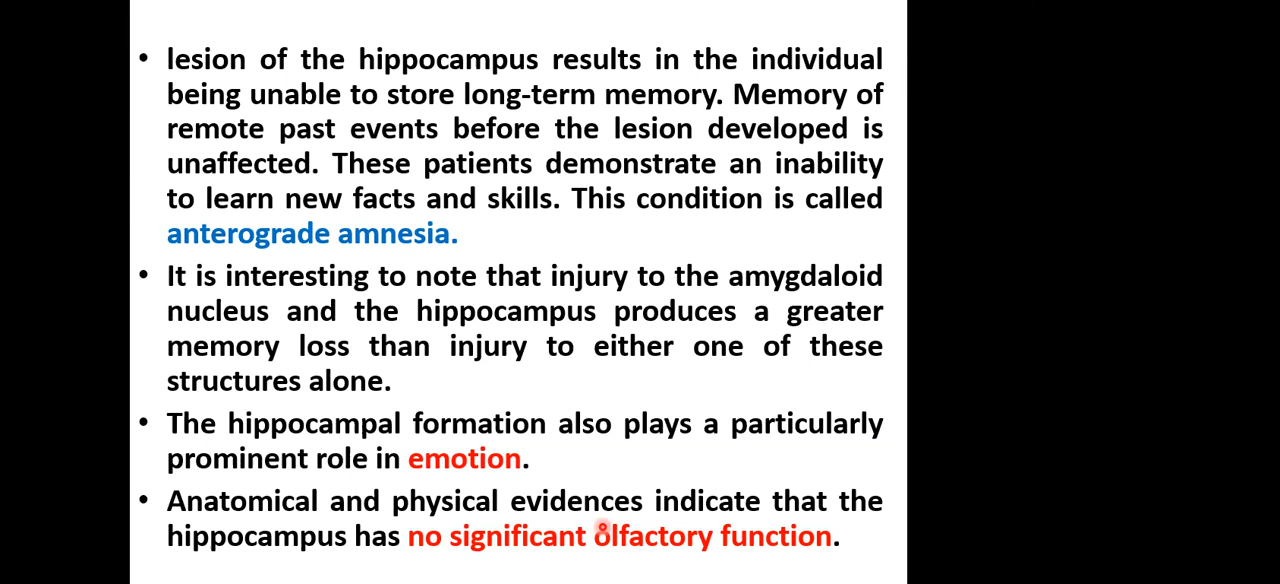 • lesion of the hippocampus results in the individual
being unable to store long-term memory. Memory of
remote past events before the lesion developed is
unaffected. These patients demonstrate an inability
to learn new facts and skills. This condition is called
anterograde amnesia.
• It is interesting to note that injury to the amygdaloid
nucleus and the hippocampus produces a greater
memory loss than injury to either one of these
structures alone.
• The hippocampal formation also plays a particularly
prominent role in emotion.
• Anatomical and physical evidences indicate that the
hippocampus has no significant olfactory function.